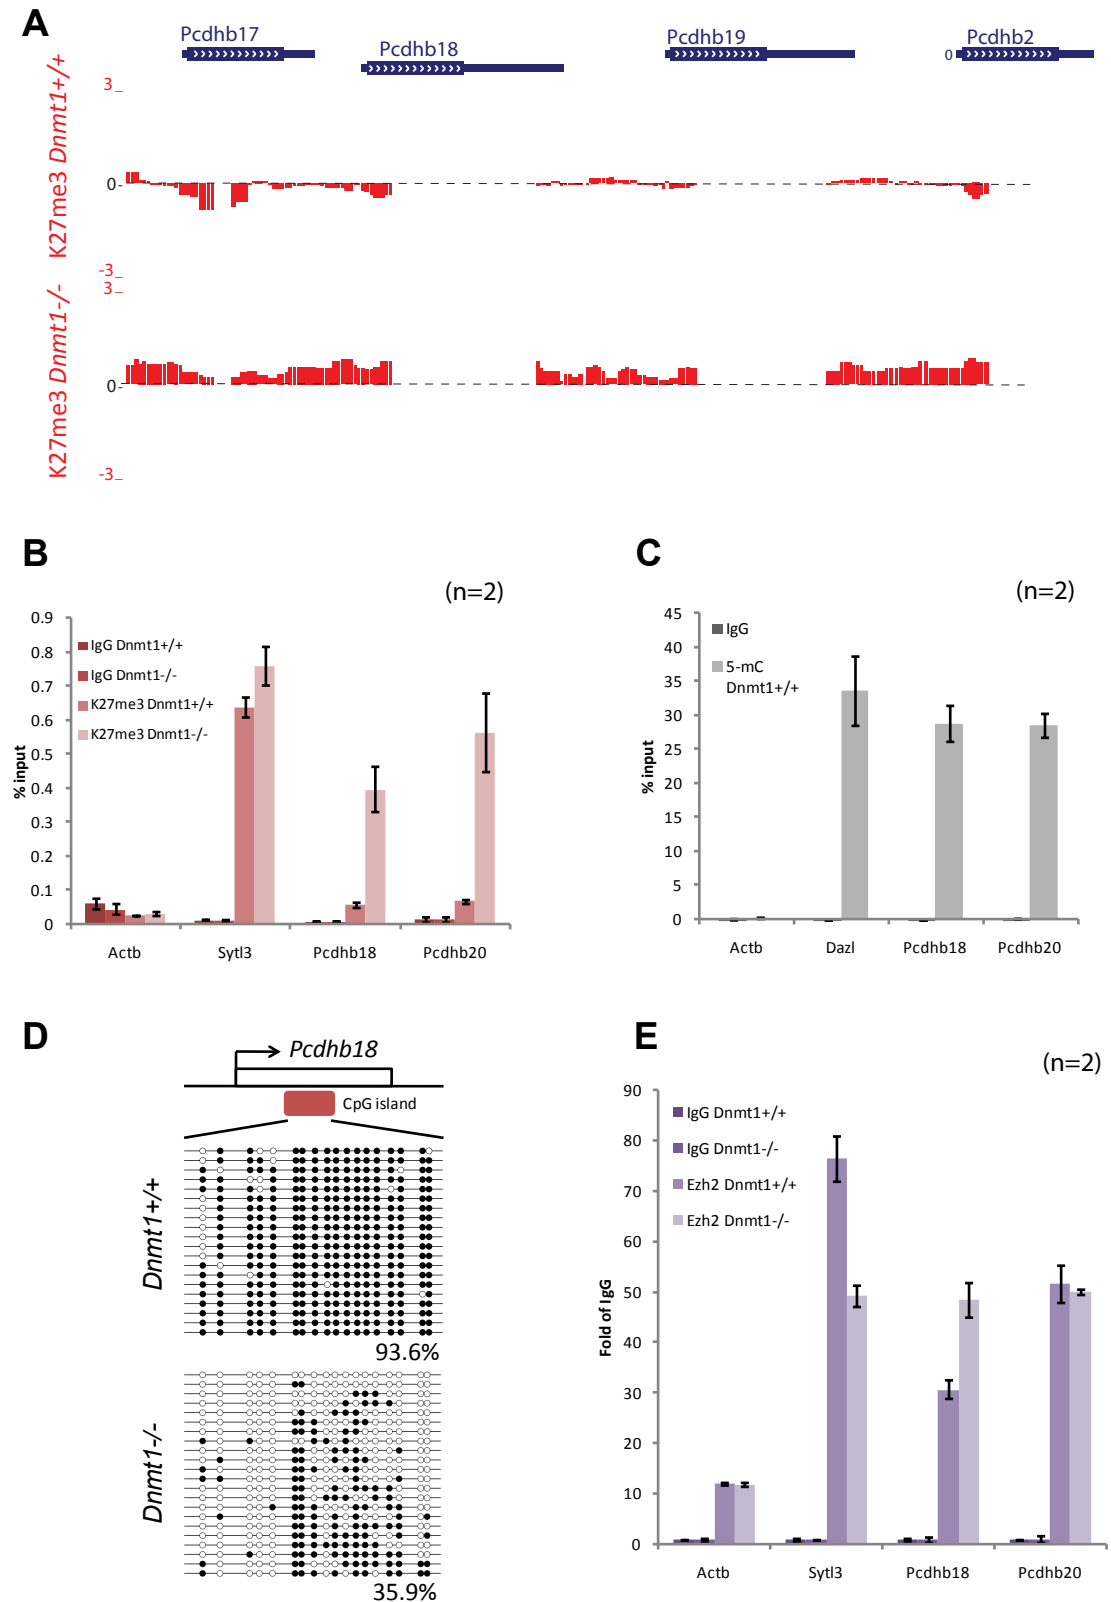 A
Pcdhb17
Pcdhb18
Pcdhb19
Pcdhb2
0
K27me3 Dnmt1+/+
3_
0-
-3_
K27me3 Dnmt1-/-
3_
0-
-3_
B
(n=2)
% input
0.9
0.8
0.7
0.6
0.5
0.4
0.3
0.2
0.1
0
IgG Dnmt1+/+
IgG Dnmt1-/-
K27me3 Dnmt1+/+
K27me3 Dnmt1-/-
Actb
Sytl3
Pcdhb18
Pcdhb20
C
(n=2)
% input
45
40
35
30
25
20
15
10
5
0
IgG
5-mC
Dnmt1+/+
Actb
Dazl
Pcdhb18
Pcdhb20
D
Pcdhb18
CpG island
Dnmt1+/+
93.6%
Dnmt1-/-
35.9%
E
(n=2)
Fold of IgG
90
80
70
60
50
40
30
20
10
0
IgG Dnmt1+/+
IgG Dnmt1-/-
Ezh2 Dnmt1+/+
Ezh2 Dnmt1-/-
Actb
Sytl3
Pcdhb18
Pcdhb20